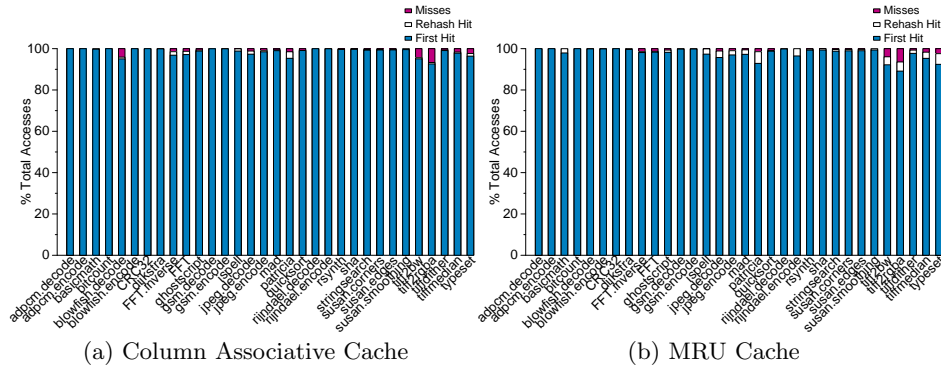 Misses
Rehash Hit
First Hit
% Total Accesses
100
80
60
40
20
0
adpcm.decode
adpcm.encode
basicmath
bitcount
blowfish.decode
blowfish.encode
CRC32
dijkstra
FFT.Inverse
FFT
ghostscript
gsm.decode
gsm.encode
ispell
jpeg.decode
jpeg.encode
mad
patricia
quicksort
rijndael.decode
rijndael.encode
rsynth
sha
stringsearch
susan.corners
susan.edges
susan.smoothing
tiff2bw
tiff2rgba
tiffdither
tiffmedian
typeset
(a) Column Associative Cache
Misses
Rehash Hit
First Hit
% Total Accesses
100
80
60
40
20
0
adpcm.decode
adpcm.encode
basicmath
bitcount
blowfish.decode
blowfish.encode
CRC32
dijkstra
FFT.Inverse
FFT
ghostscript
gsm.decode
gsm.encode
ispell
jpeg.decode
jpeg.encode
mad
patricia
quicksort
rijndael.decode
rijndael.encode
rsynth
sha
stringsearch
susan.corners
susan.edges
susan.smoothing
tiff2bw
tiff2rgba
tiffdither
tiffmedian
typeset
(b) MRU Cache